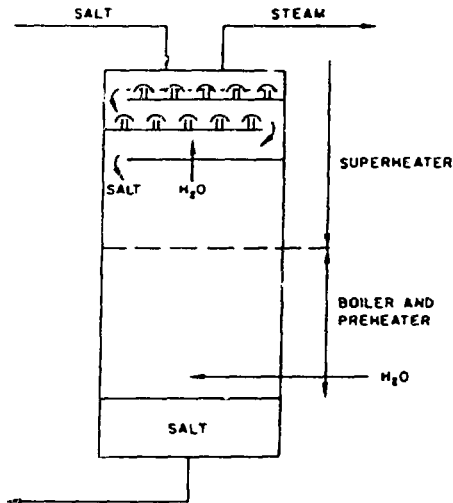 SALT
STEAM
SUPERHEATER
SALT
H₂O
BOILER AND
PREHEATER
H₂O
SALT